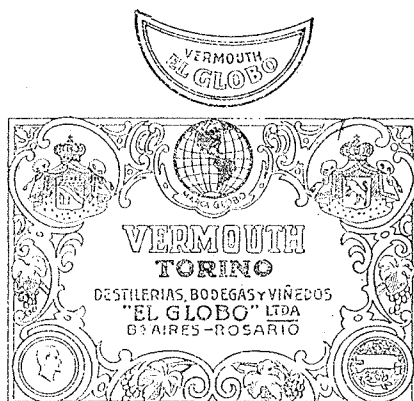 VERMOUTH
EL GLOBO
MARCA GLOBO
VERMOUTH
TORINO
DESTILERIAS, BODEGAS Y VIÑEDOS
"EL GLOBO" LTDA
Bs AIRES-ROSARIO